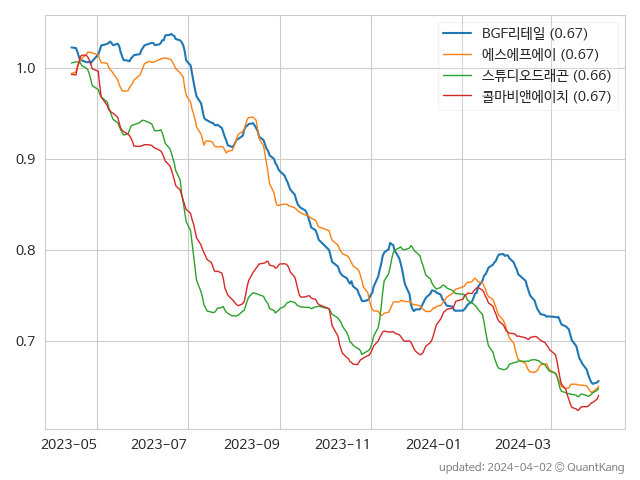 BGF리테일 (0.67)
에스에프에이 (0.67)
스튜디오드래곤 (0.66)
콜마비앤에이치 (0.67)
1.0
0.9
0.8
0.7
2023-05 2023-07 2023-09 2023-11 2024-01 2024-03
updated: 2024-04-02 © QuantKang